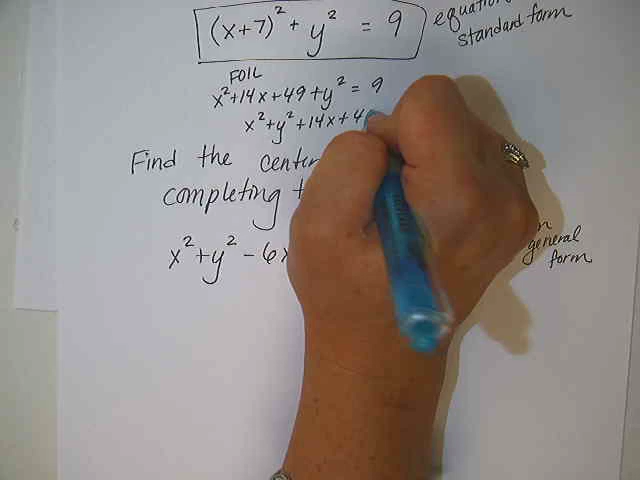 (x+7)² + y² = 9
equation
standard form
FOIL
x²+14x+49+y² = 9
x²+y²+14x+4
Find the center
completing
x²+y² - 6x
general
form